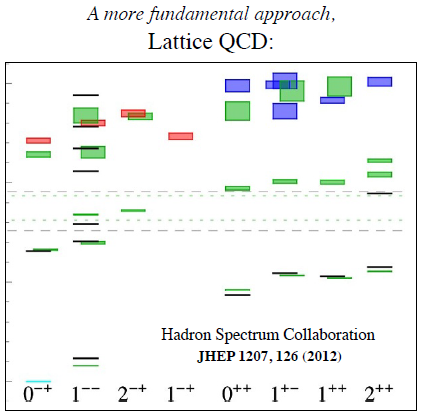 A more fundamental approach,
Lattice QCD:
Hadron Spectrum Collaboration
JHEP 1207, 126 (2012)
0⁻⁺ 1⁻⁻ 2⁻⁺ 1⁻⁺ 0⁺⁺ 1⁺⁻ 1⁺⁺ 2⁺⁺